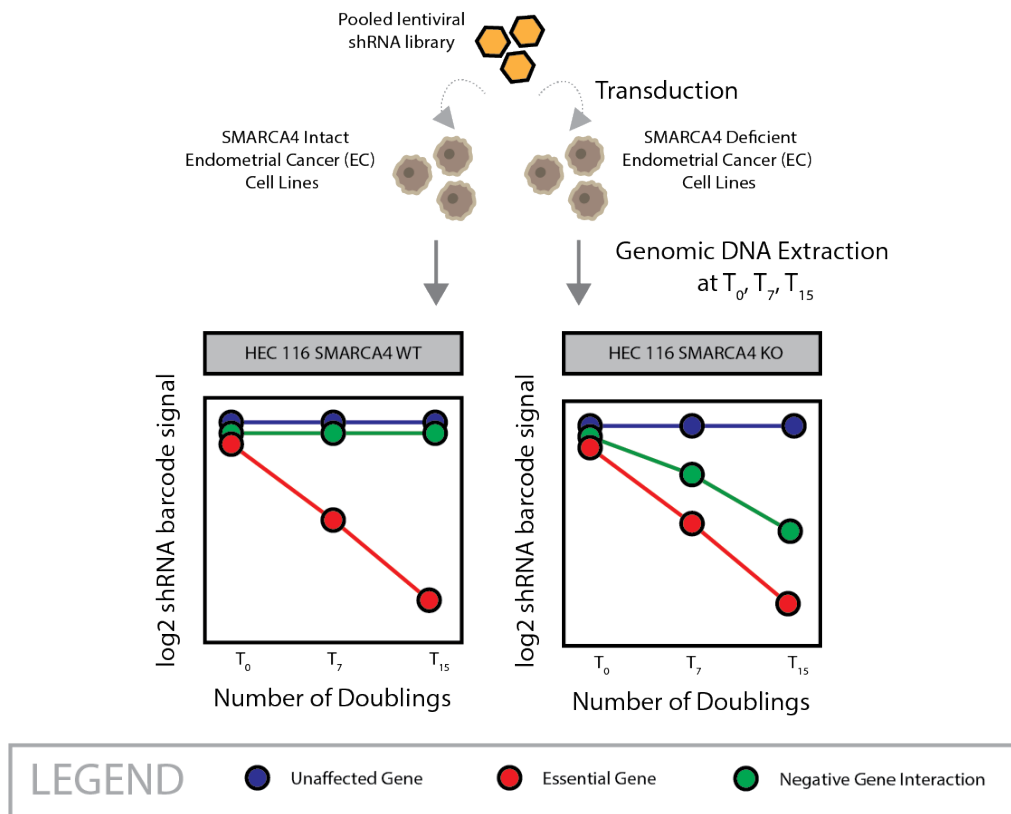 Pooled lentiviral
shRNA library
Transduction
SMARCA4 Intact
Endometrial Cancer (EC)
Cell Lines
SMARCA4 Deficient
Endometrial Cancer (EC)
Cell Lines
Genomic DNA Extraction
at T0, T7, T15
HEC 116 SMARCA4 WT
log2 shRNA barcode signal
T0 T7 T15
Number of Doublings
HEC 116 SMARCA4 KO
log2 shRNA barcode signal
T0 T7 T15
Number of Doublings
LEGEND
Unaffected Gene
Essential Gene
Negative Gene Interaction